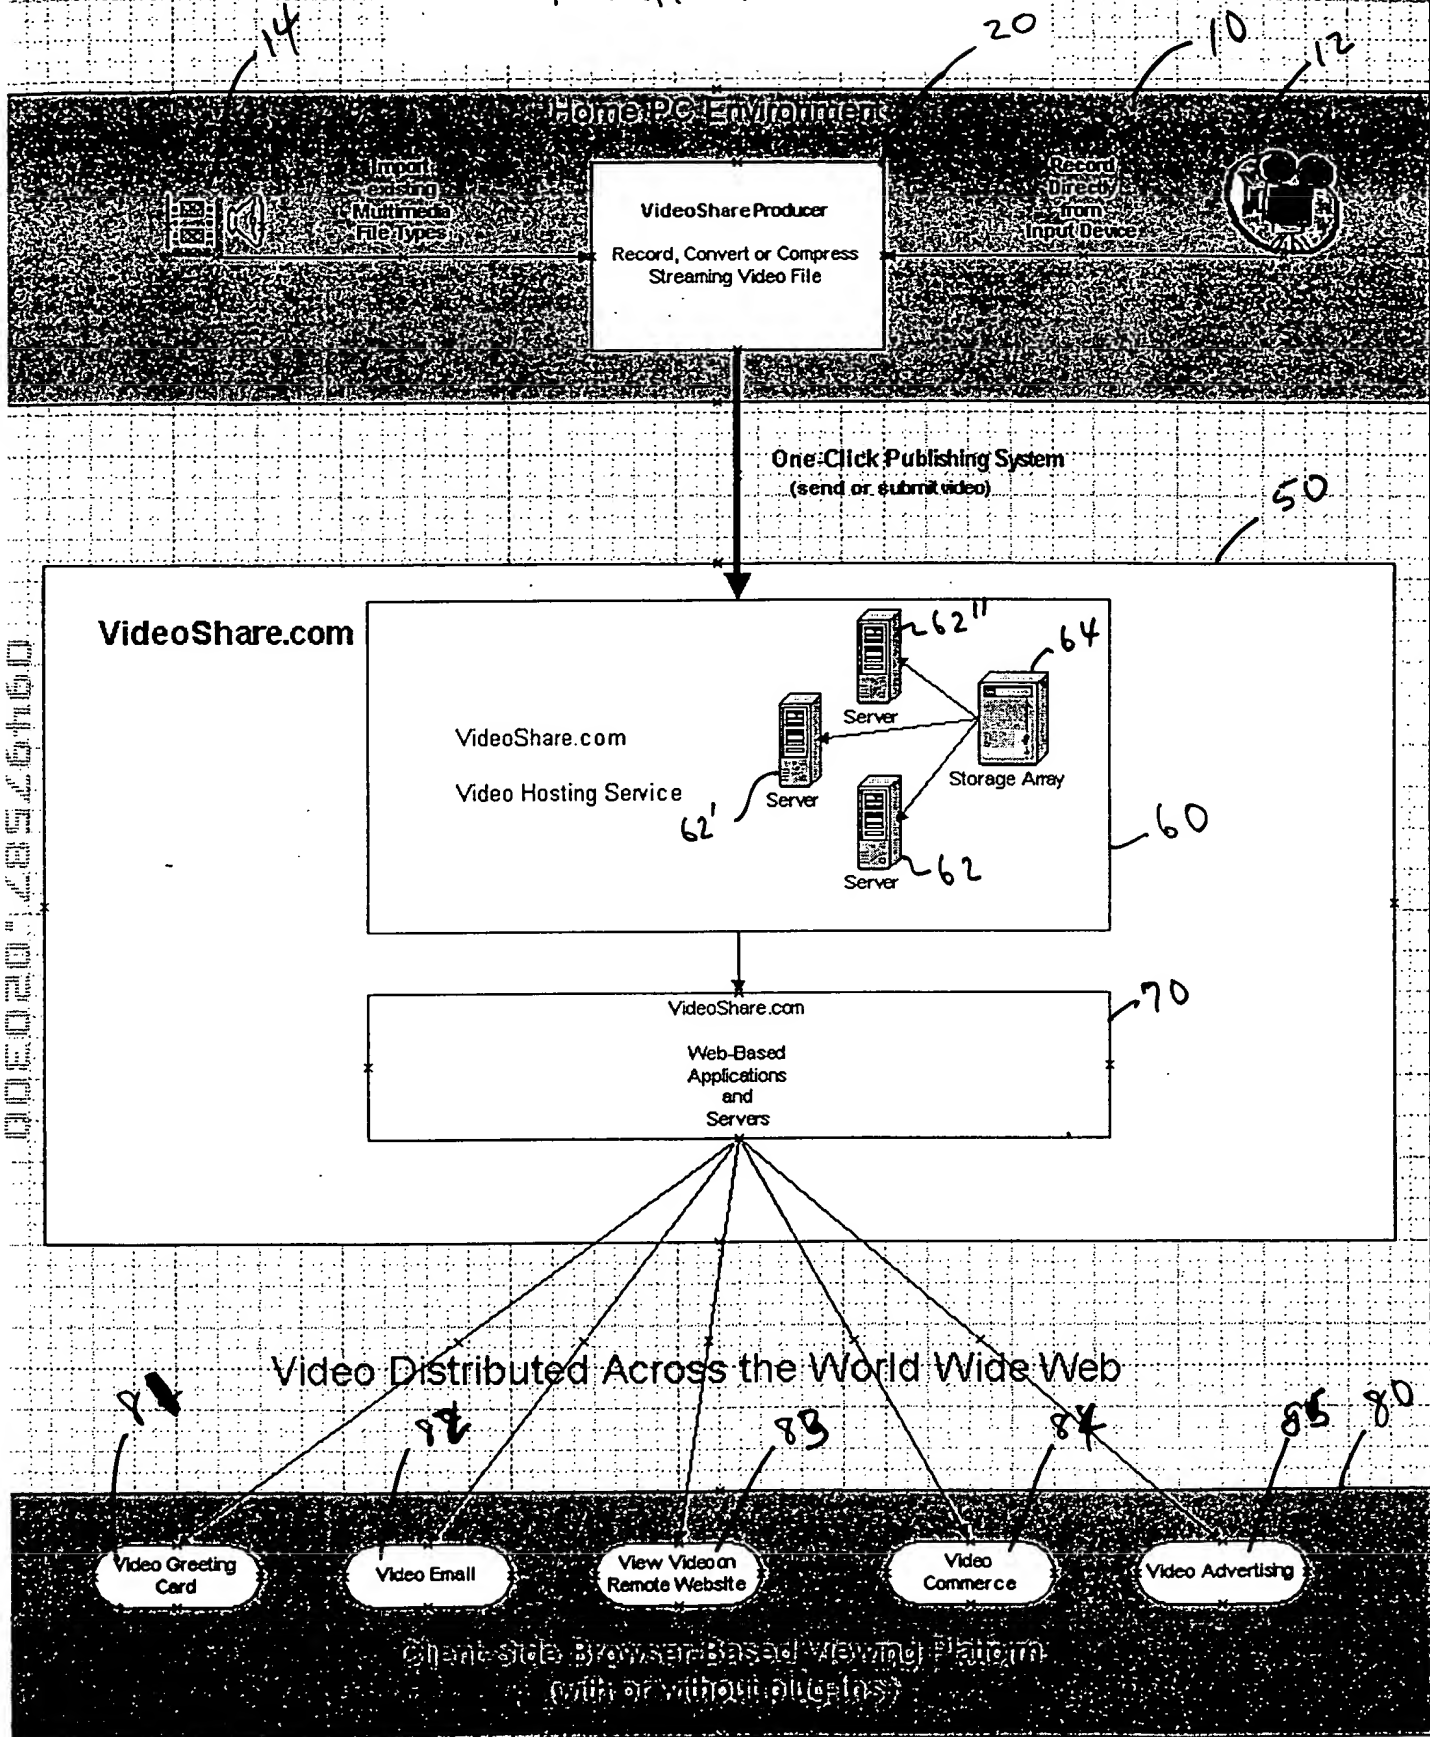 14
20
10
12
Home PC Environment
Import
existing
Multimedia
File Types
VideoShare Producer
Record, Convert or Compress
Streaming Video File
Record
Directly
from
Input Device
One-Click Publishing System
(send or submit video)
50
VideoShare.com
62''
64
Server
VideoShare.com
Storage Array
Video Hosting Service
Server
62'
60
Server
62
70
VideoShare.com
Web-Based
Applications
and
Servers
Video Distributed Across the World Wide Web
82
83
84
85
80
Video Greeting
Card
Video Email
View Video on
Remote Website
Video
Commerce
Video Advertising
Client-Side Browser-Based Viewing Platform
(with or without plug-ins)